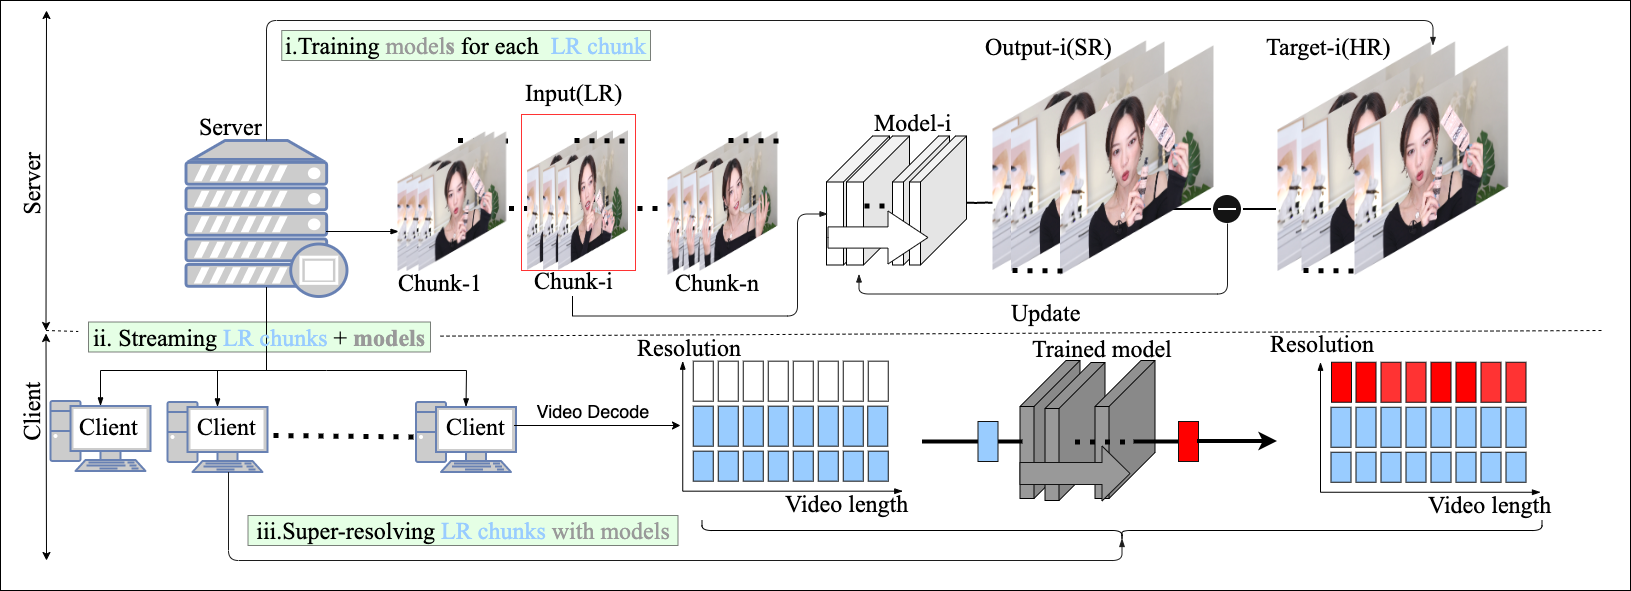 i.Training models for each LR chunk
Output-i(SR)
Target-i(HR)
Input(LR)
Server
Model-i
Server
Chunk-1
Chunk-i
Chunk-n
Update
ii. Streaming LR chunks + models
Resolution
Trained model
Resolution
Client
Client
Client
Client
Video Decode
Video length
Video length
iii.Super-resolving LR chunks with models